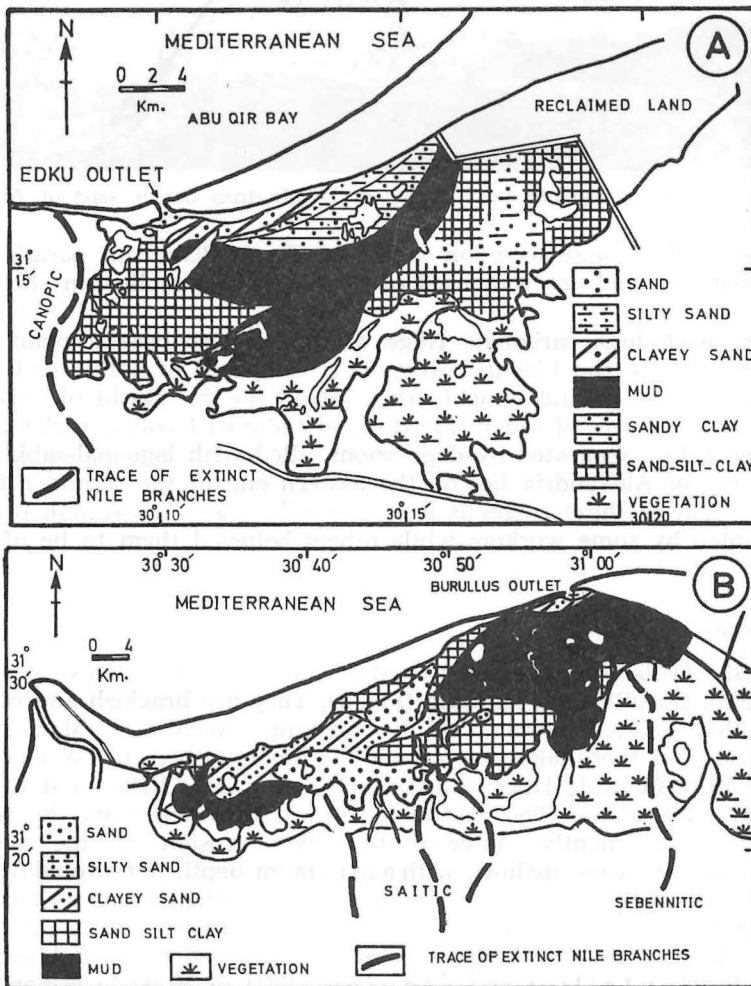 N
MEDITERRANEAN SEA
A
0 2 4
Km.
ABU QIR BAY
RECLAIMED LAND
EDKU OUTLET
31°
15'
CANOPIC
SAND
SILTY SAND
CLAYEY SAND
MUD
SANDY CLAY
SAND-SILT-CLAY
VEGETATION
TRACE OF EXTINCT
NILE BRANCHES
30°10'
30°15'
30°20
30° 30'
30° 40'
30° 50'
31° 00'
N
MEDITERRANEAN SEA
BURULLUS OUTLET
B
0 4
Km.
31°
30'
31°
20'
SAND
SILTY SAND
CLAYEY SAND
SAND SILT CLAY
MUD
VEGETATION
SAITIC
SEBENNITIC
TRACE OF EXTINCT NILE BRANCHES